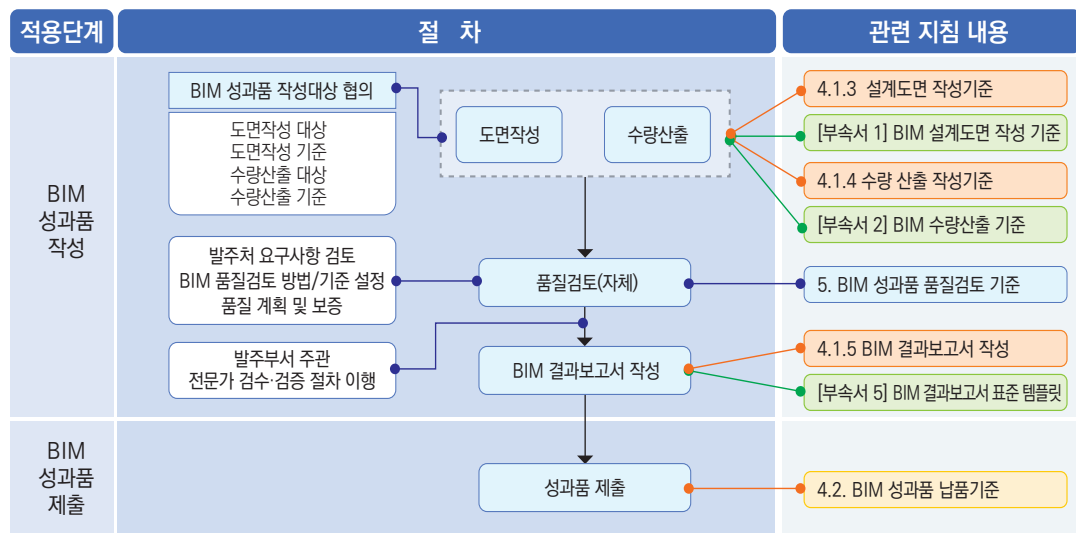 적용단계
절 차
관련 지침 내용
BIM
성과품
작성
BIM 성과품 작성대상 협의
도면작성 대상
도면작성 기준
수량산출 대상
수량산출 기준
도면작성
수량산출
4.1.3 설계도면 작성기준
[부속서 1] BIM 설계도면 작성 기준
4.1.4 수량 산출 작성기준
[부속서 2] BIM 수량산출 기준
발주처 요구사항 검토
BIM 품질검토 방법/기준 설정
품질 계획 및 보증
품질검토(자체)
5. BIM 성과품 품질검토 기준
발주부서 주관
전문가 검수·검증 절차 이행
BIM 결과보고서 작성
4.1.5 BIM 결과보고서 작성
[부속서 5] BIM 결과보고서 표준 템플릿
BIM
성과품
제출
성과품 제출
4.2. BIM 성과품 납품기준